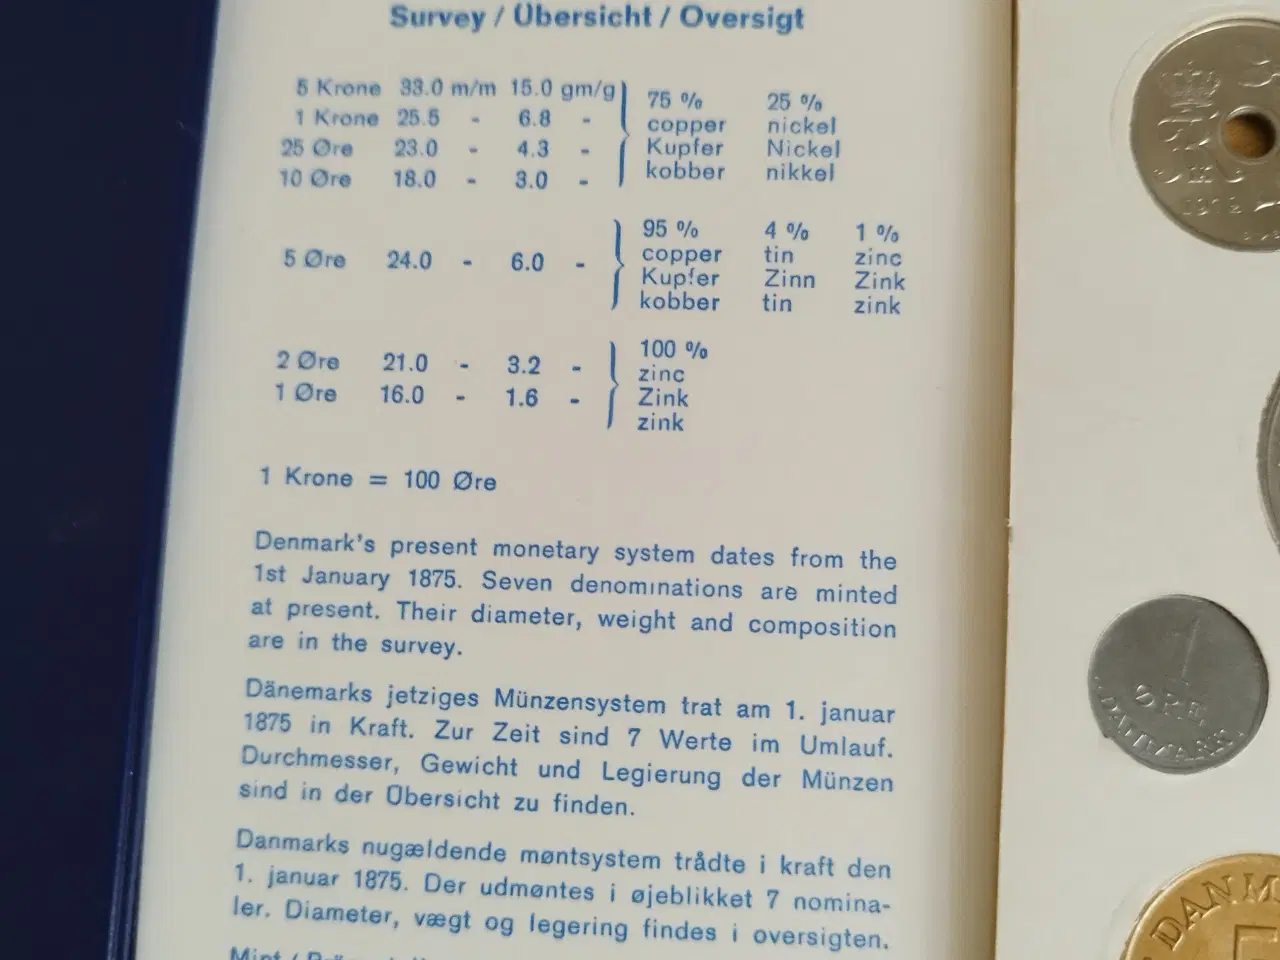 Survey / Übersicht / Oversigt
5 Krone 33.0 m/m 15.0 gm/g
1 Krone 25.5 - 6.8 -
25 Øre 23.0 - 4.3 -
10 Øre 18.0 - 3.0 -
75 % 25 %
copper nickel
Kupfer Nickel
kobber nikkel
5 Øre 24.0 - 6.0 -
95 % 4 % 1 %
copper tin zinc
Kupfer Zinn Zink
kobber tin zink
2 Øre 21.0 - 3.2 -
1 Øre 16.0 - 1.6 -
100 %
zinc
Zink
zink
1 Krone = 100 Øre
Denmark's present monetary system dates from the
1st January 1875. Seven denominations are minted
at present. Their diameter, weight and composition
are in the survey.
Dänemarks jetziges Münzensystem trat am 1. januar
1875 in Kraft. Zur Zeit sind 7 Werte im Umlauf.
Durchmesser, Gewicht und Legierung der Münzen
sind in der Übersicht zu finden.
Danmarks nugældende møntsystem trådte i kraft den
1. januar 1875. Der udmøntes i øjeblikket 7 nomina-
ler. Diameter, vægt og legering findes i oversigten.
Mint /
1
ØRE
DANMARK
DANM